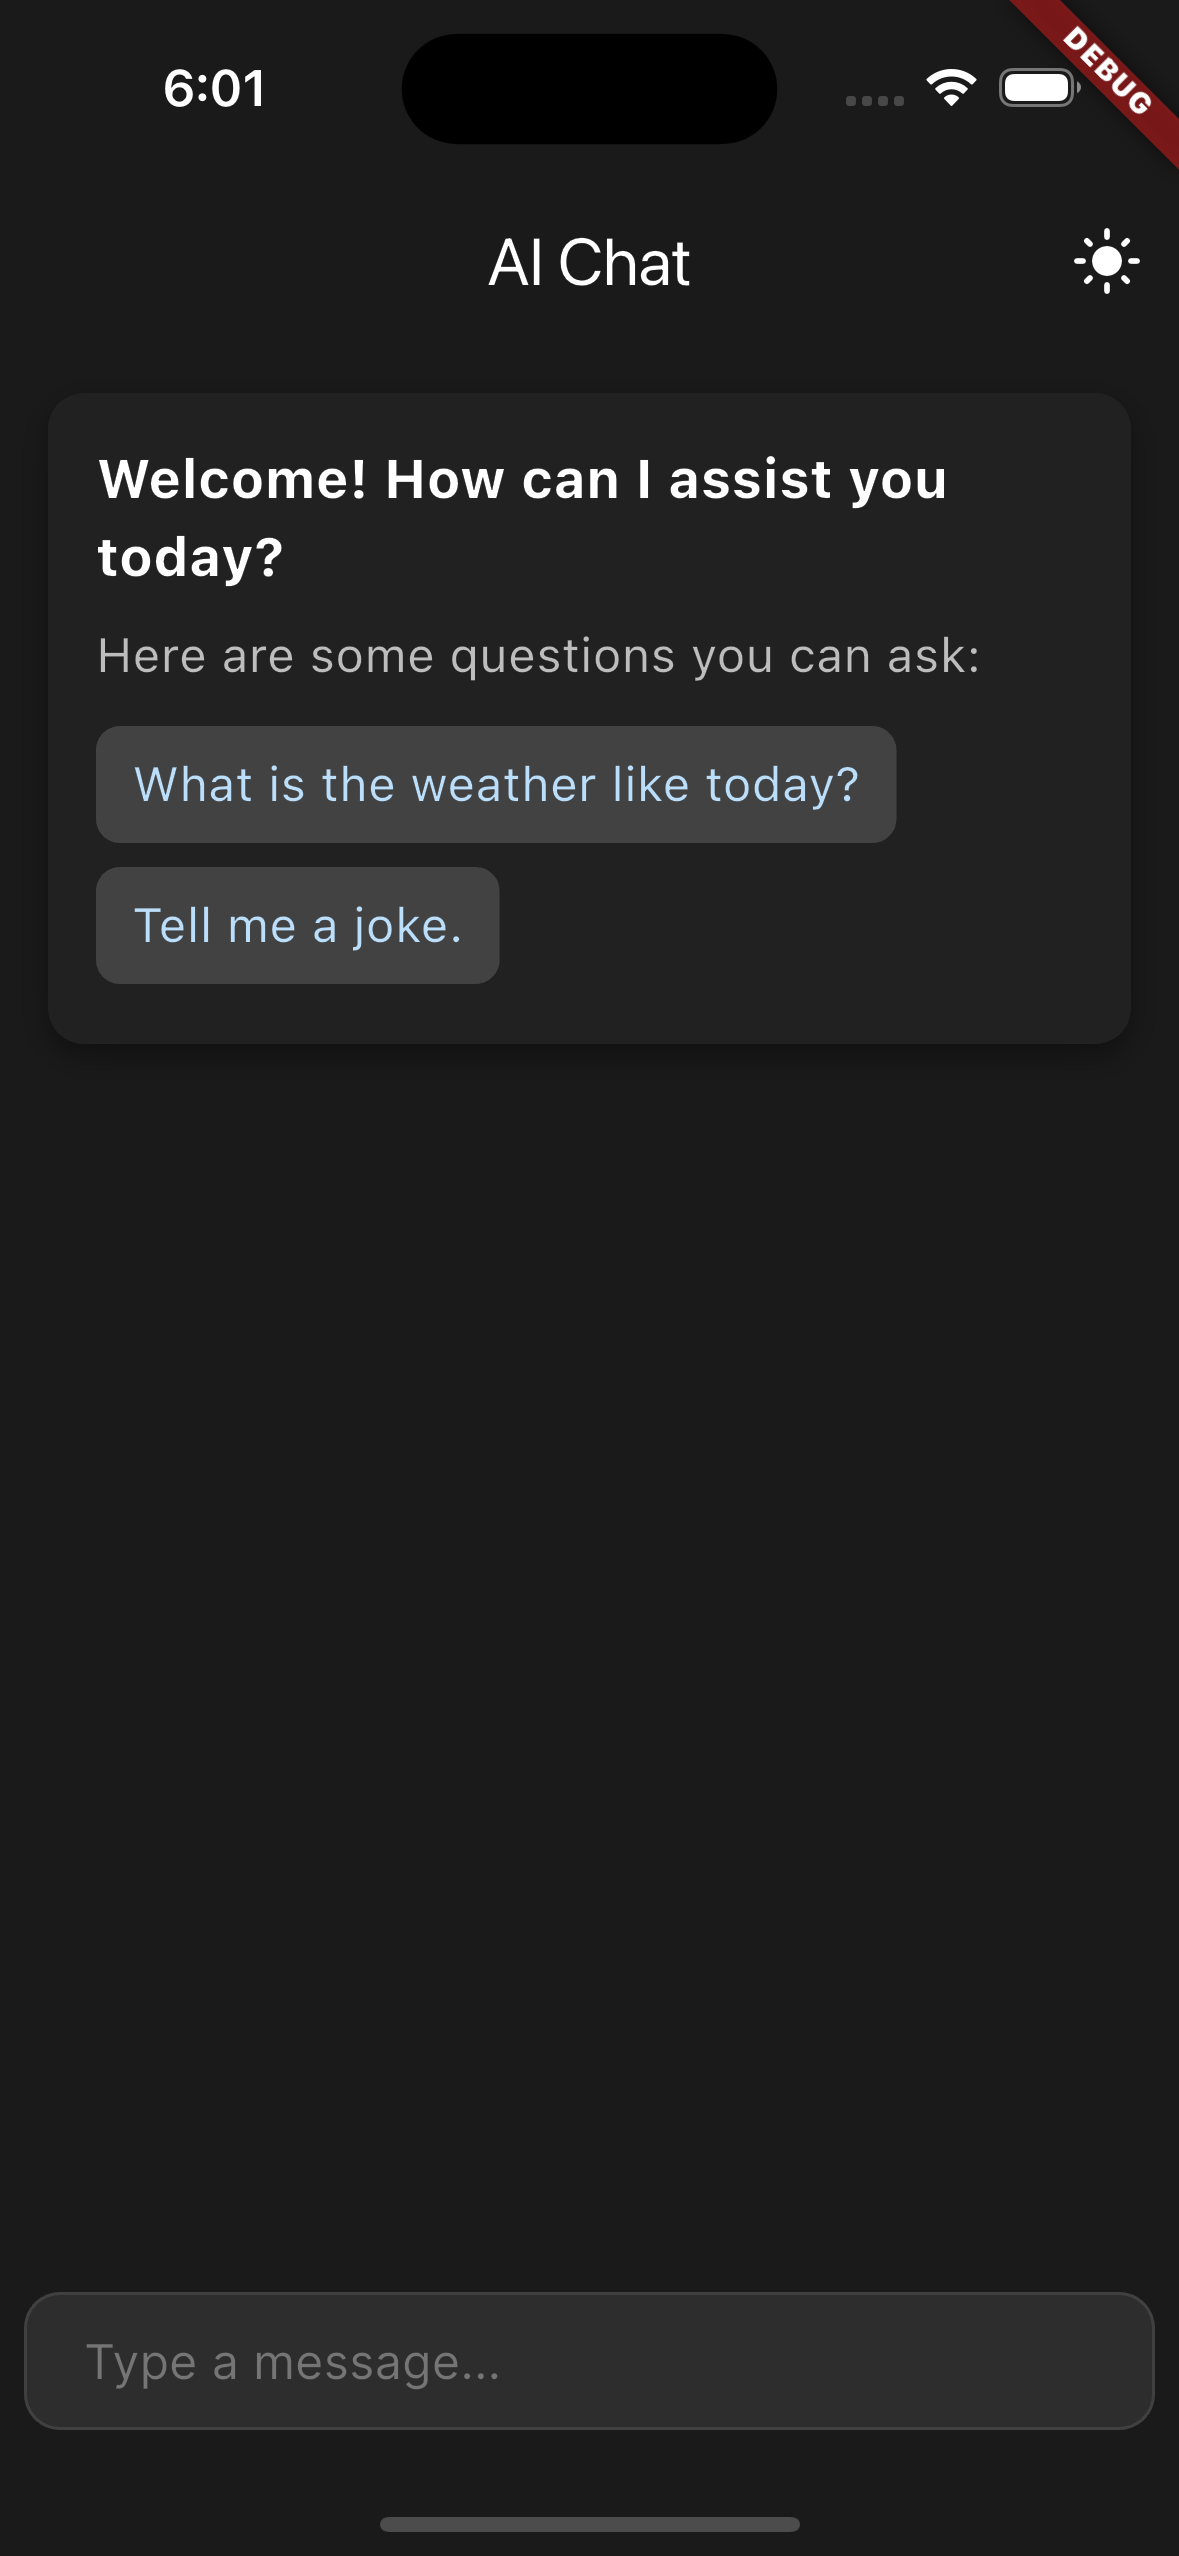 6:01
DEBUG
AI Chat
Welcome! How can I assist you
today?
Here are some questions you can ask:
What is the weather like today?
Tell me a joke.
Type a message...